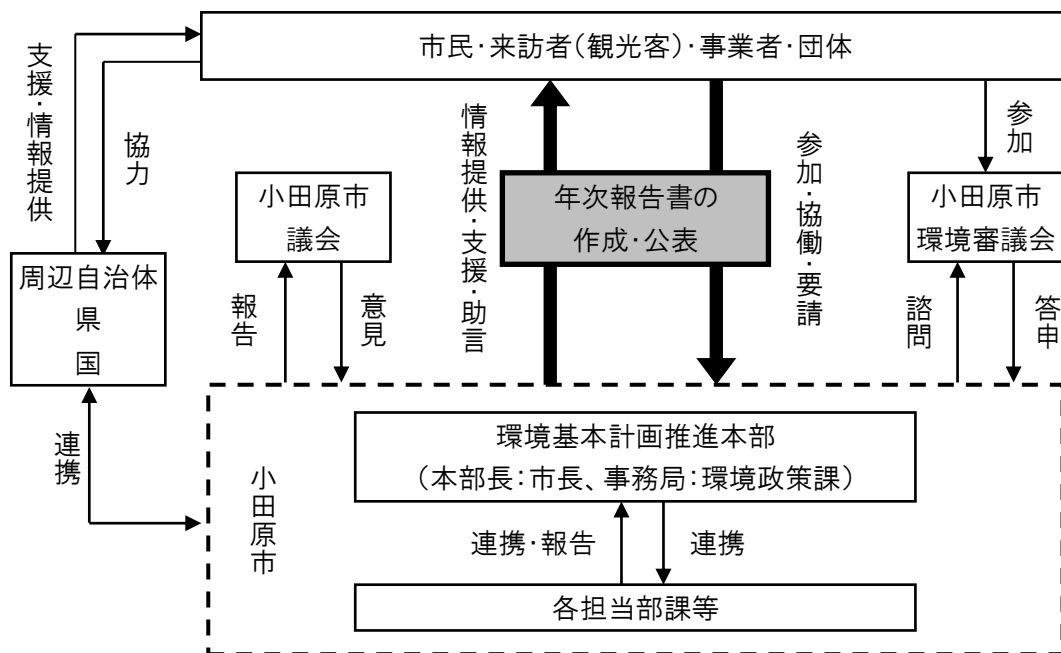 市民・来訪者（観光客）・事業者・団体
支援・情報提供
協力
情報提供・支援・助言
参加・協働・要請
参加
小田原市
議会
年次報告書の
作成・公表
小田原市
環境審議会
周辺自治体
県
国
報告
意見
諮問
答申
連携
小田原市
環境基本計画推進本部
（本部長：市長、事務局：環境政策課）
連携・報告
連携
各担当部課等